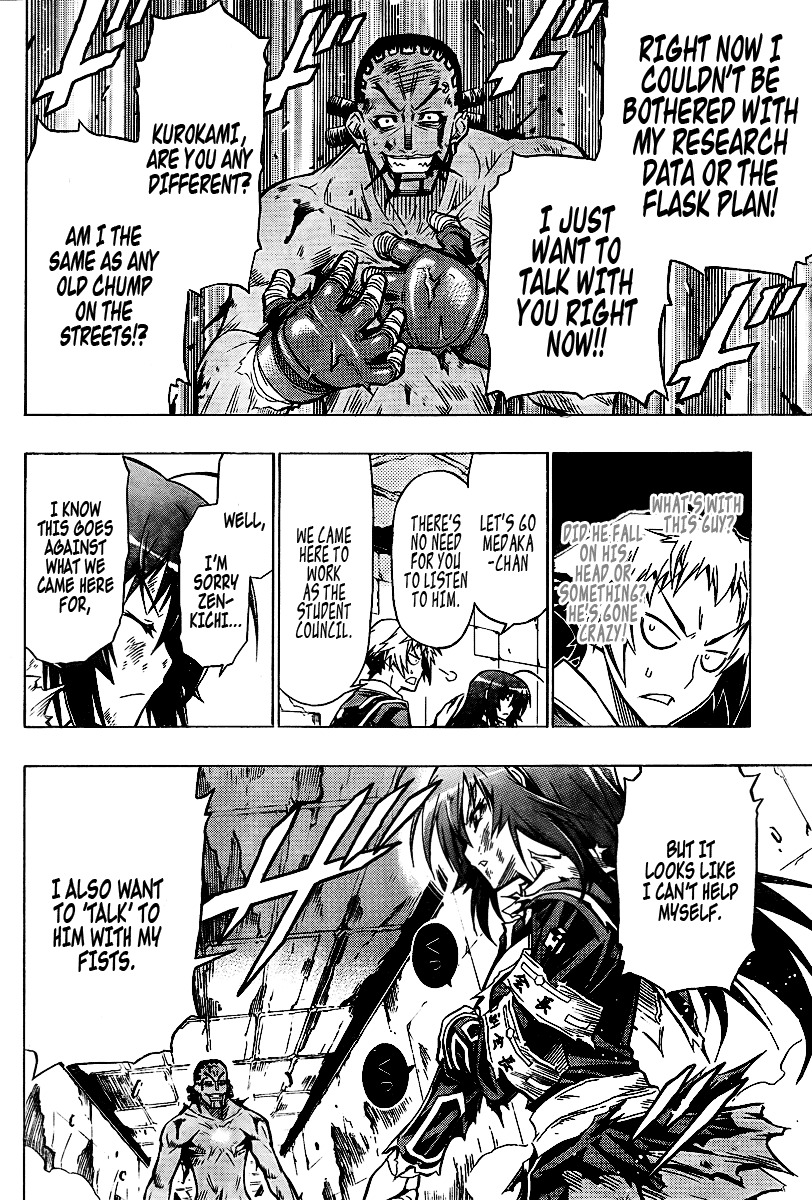 RIGHT NOW I
COULDN'T BE
BOTHERED WITH
MY RESEARCH
DATA OR THE
FLASK PLAN!
I JUST
WANT TO
TALK WITH
YOU RIGHT
NOW!!
KUROKAMI,
ARE YOU ANY
DIFFERENT?
AM I THE
SAME AS ANY
OLD CHUMP
ON THE
STREETS!?
WHAT'S WITH
THIS GUY?
DID HE FALL
ON HIS
HEAD OR
SOMETHING?
HE'S GONE
CRAZY!
LET'S GO
MEDAKA
-CHAN
THERE'S
NO NEED
FOR YOU
TO LISTEN
TO HIM.
WE CAME
HERE TO
WORK
AS THE
STUDENT
COUNCIL.
WELL,
I'M
SORRY
ZEN-
KICHI...
I KNOW
THIS GOES
AGAINST
WHAT WE
CAME HERE
FOR,
BUT IT
LOOKS LIKE
I CAN'T HELP
MYSELF.
I ALSO WANT
TO 'TALK' TO
HIM WITH MY
FISTS.